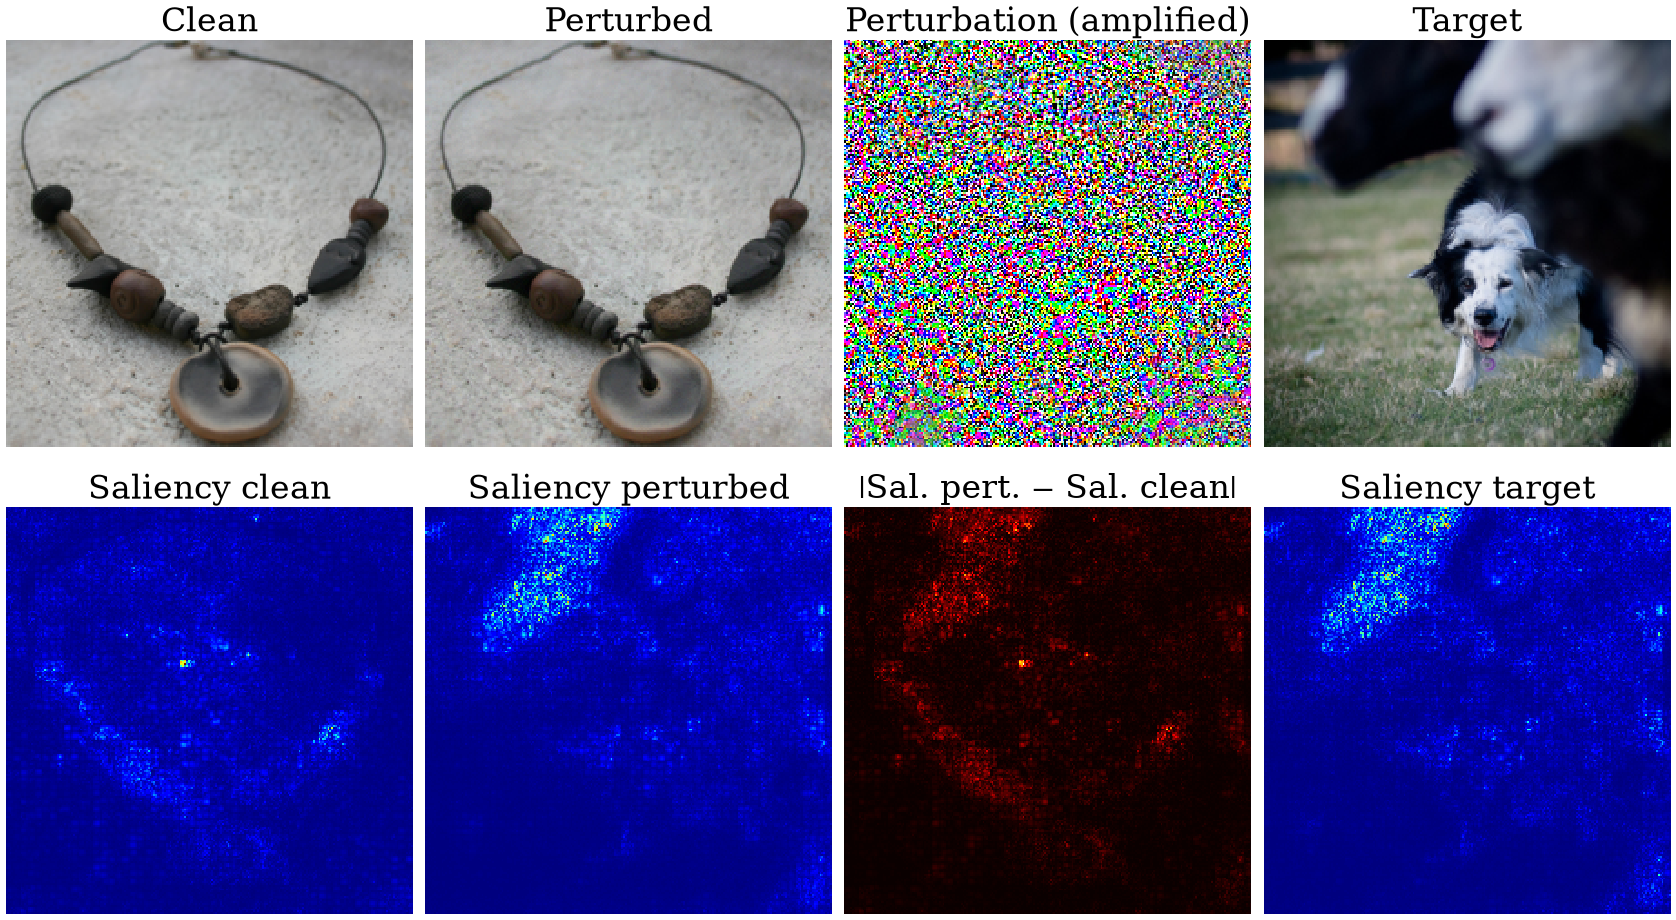 Clean
Perturbed
Perturbation (amplified)
Target
Saliency clean
Saliency perturbed
|Sal. pert. − Sal. clean|
Saliency target